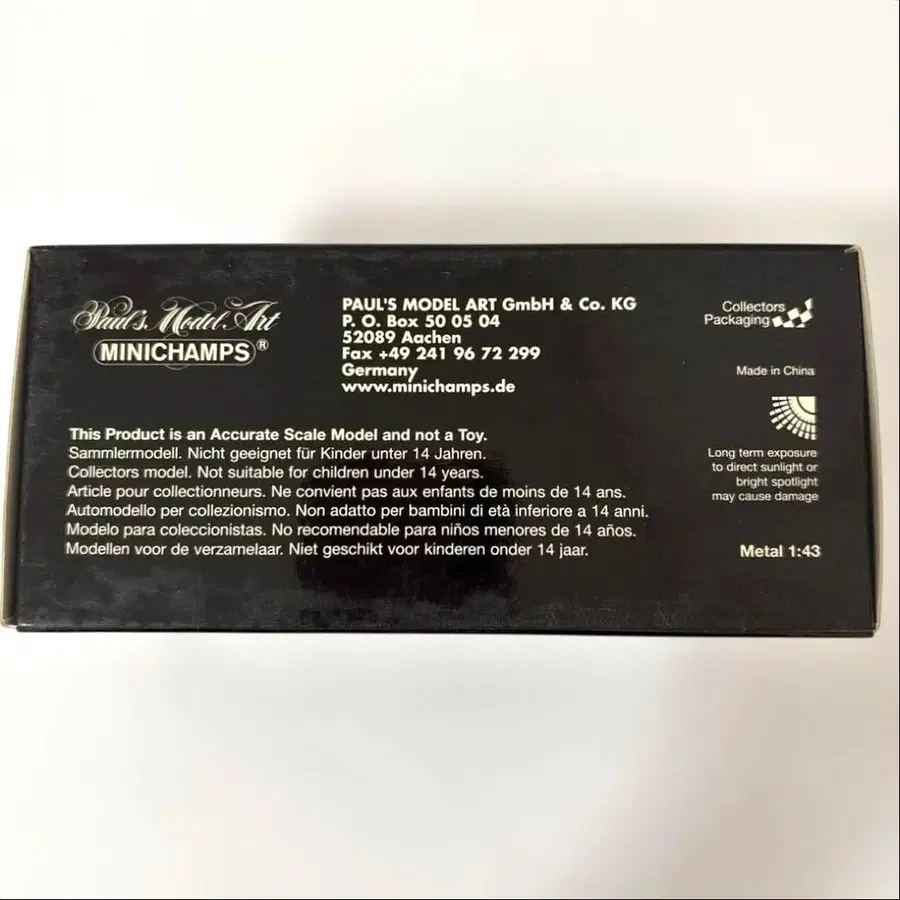 Paul's Model Art
MINICHAMPS®
PAUL'S MODEL ART GmbH & Co. KG
P. O. Box 50 05 04
52089 Aachen
Fax +49 241 96 72 299
Germany
www.minichamps.de
Collectors
Packaging
Made in China
Long term exposure
to direct sunlight or
bright spotlight
may cause damage
This Product is an Accurate Scale Model and not a Toy.
Sammlermodell. Nicht geeignet für Kinder unter 14 Jahren.
Collectors model. Not suitable for children under 14 years.
Article pour collectionneurs. Ne convient pas aux enfants de moins de 14 ans.
Automodello per collezionismo. Non adatto per bambini di età inferiore a 14 anni.
Modelo para coleccionistas. No recomendable para niños menores de 14 años.
Modellen voor de verzamelaar. Niet geschikt voor kinderen onder 14 jaar.
Metal 1:43